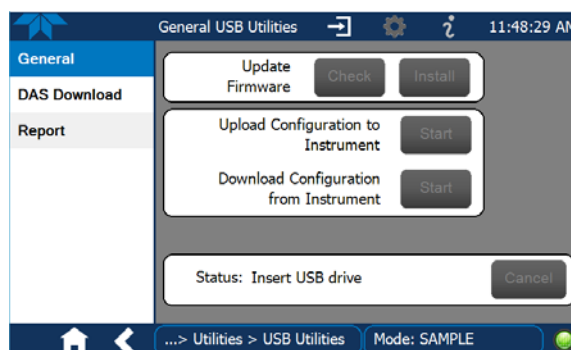 General USB Utilities
11:48:29 AM
General
DAS Download
Report
Update
Firmware
Check
Install
Upload Configuration to
Instrument
Start
Download Configuration
from Instrument
Start
Status: Insert USB drive
Cancel
...> Utilities > USB Utilities
Mode: SAMPLE